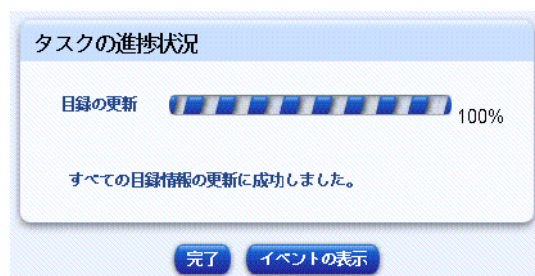 タスクの進捗状況
目録の更新
100%
すべての目録情報の更新に成功しました。
完了
イベントの表示